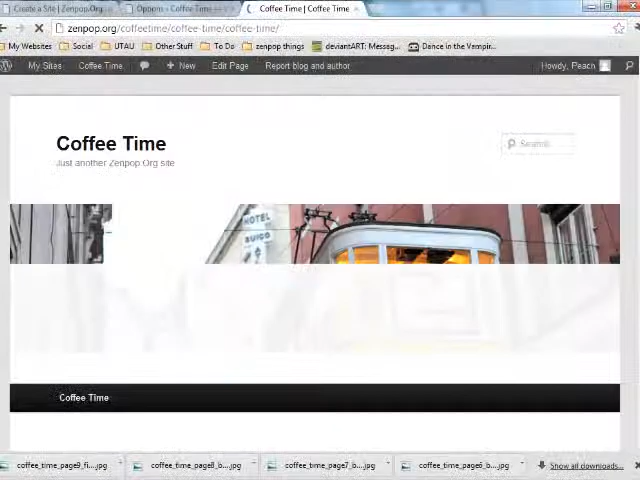 Create a Site | Zenpop.Org
Options ‹ Coffee Time — W
Coffee Time | Coffee Time
zenpop.org/coffeetime/coffee-time/coffee-time/
My Websites
Social
UTAU
Other Stuff
To Do
zenpop things
deviantART: Messag...
Dance in the Vampir...
My Sites
Coffee Time
New
Edit Page
Report blog and author
Howdy, Peach
Coffee Time
Search
Just another Zenpop.Org site
HOTEL
Coffee Time
coffee_time_page9_fi....jpg
coffee_time_page8_b....jpg
coffee_time_page7_b....jpg
coffee_time_page6_b....jpg
Show all downloads...